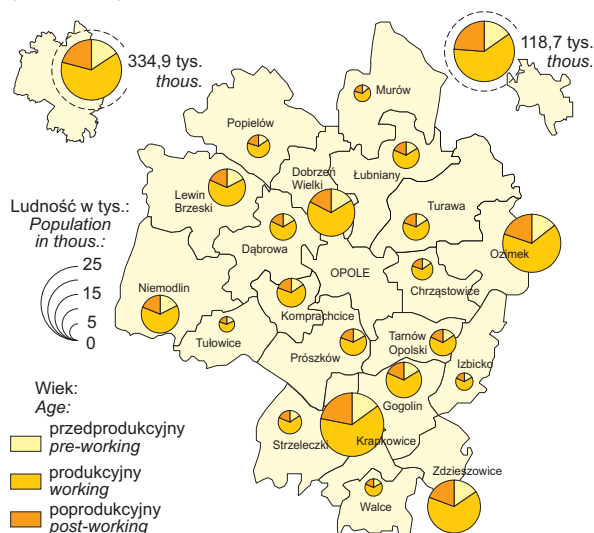 334,9 tys.
thous.
118,7 tys.
thous.
Murów
Popielów
Dobrzeń
Wielki
Łubniany
Lewin
Brzeski
Turawa
Ludność w tys.:
Population
in thous.:
25
15
5
0
Dąbrowa
Ozimek
OPOLE
Niemodlin
Chrząstowice
Komprachcice
Tułowice
Prószków
Tarnów
Opolski
Izbicko
Gogolin
Strzeleczki
Krapkowice
Zdzieszowice
Walce
Wiek:
Age:
przedprodukcyjny
pre-working
produkcyjny
working
poprodukcyjny
post-working